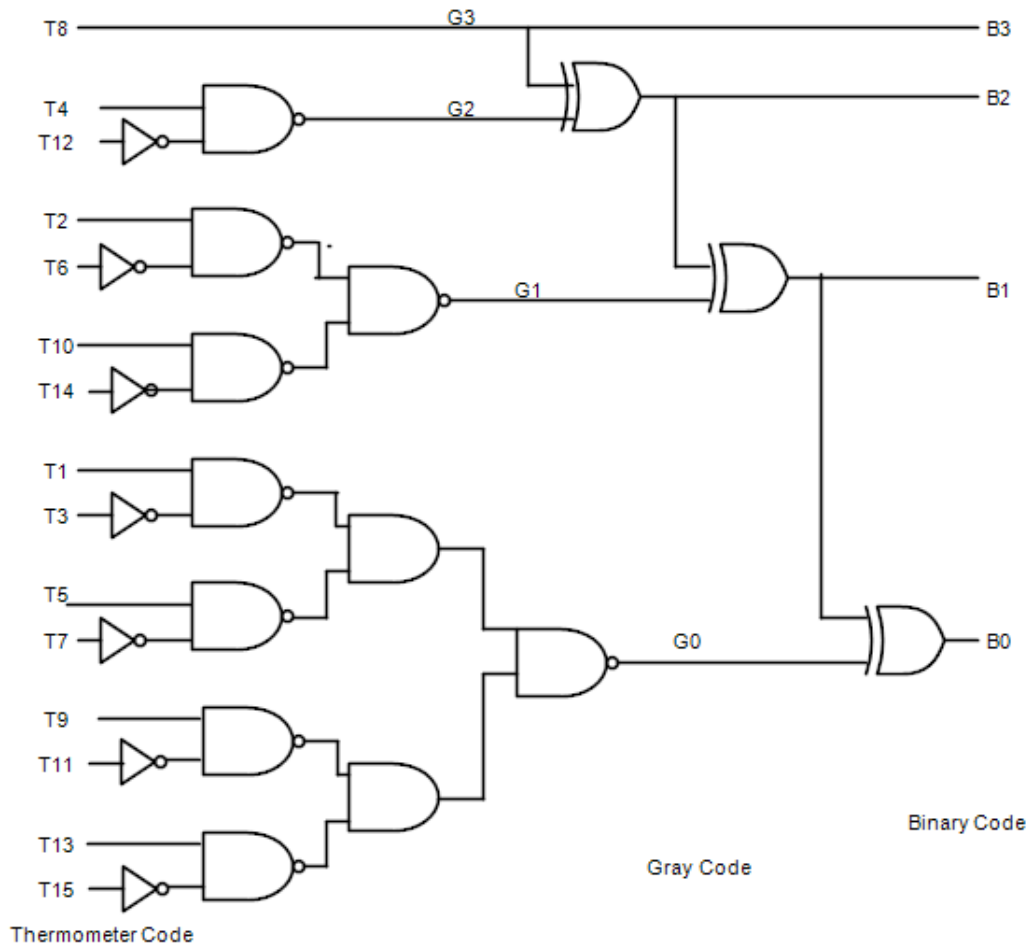 T8 G3 B3
T4 G2 B2
T12
T2
T6
G1 B1
T10
T14
T1
T3
T5
T7 G0 B0
T9
T11
Binary Code
T13
Gray Code
T15
Thermometer Code